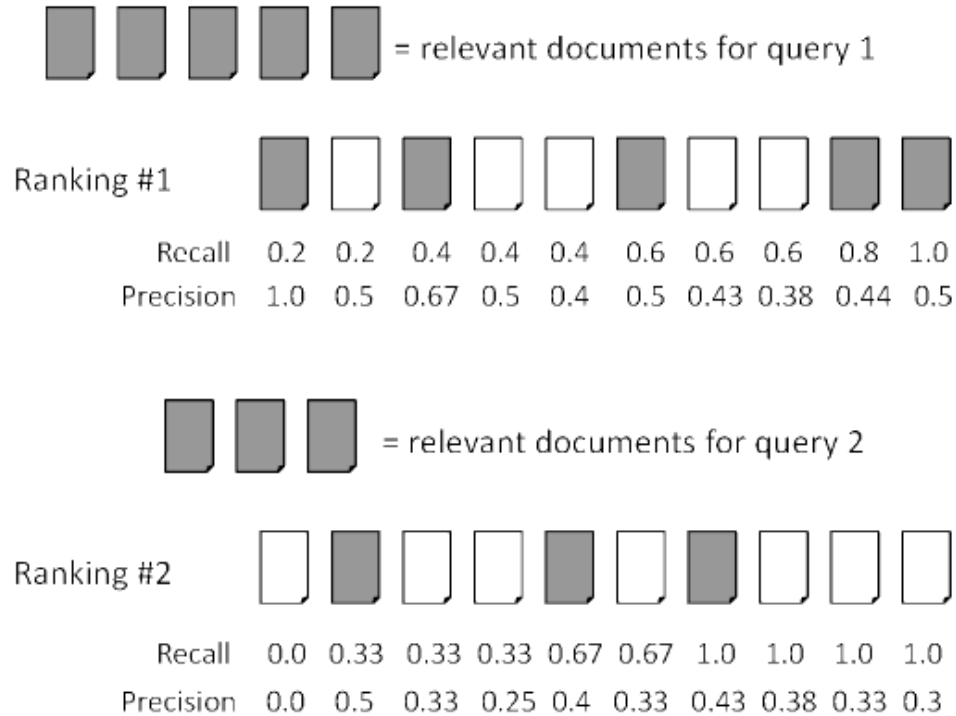 = relevant documents for query 1
Ranking #1
Recall 0.2 0.2 0.4 0.4 0.4 0.6 0.6 0.6 0.8 1.0
Precision 1.0 0.5 0.67 0.5 0.4 0.5 0.43 0.38 0.44 0.5
= relevant documents for query 2
Ranking #2
Recall 0.0 0.33 0.33 0.33 0.67 0.67 1.0 1.0 1.0 1.0
Precision 0.0 0.5 0.33 0.25 0.4 0.33 0.43 0.38 0.33 0.3